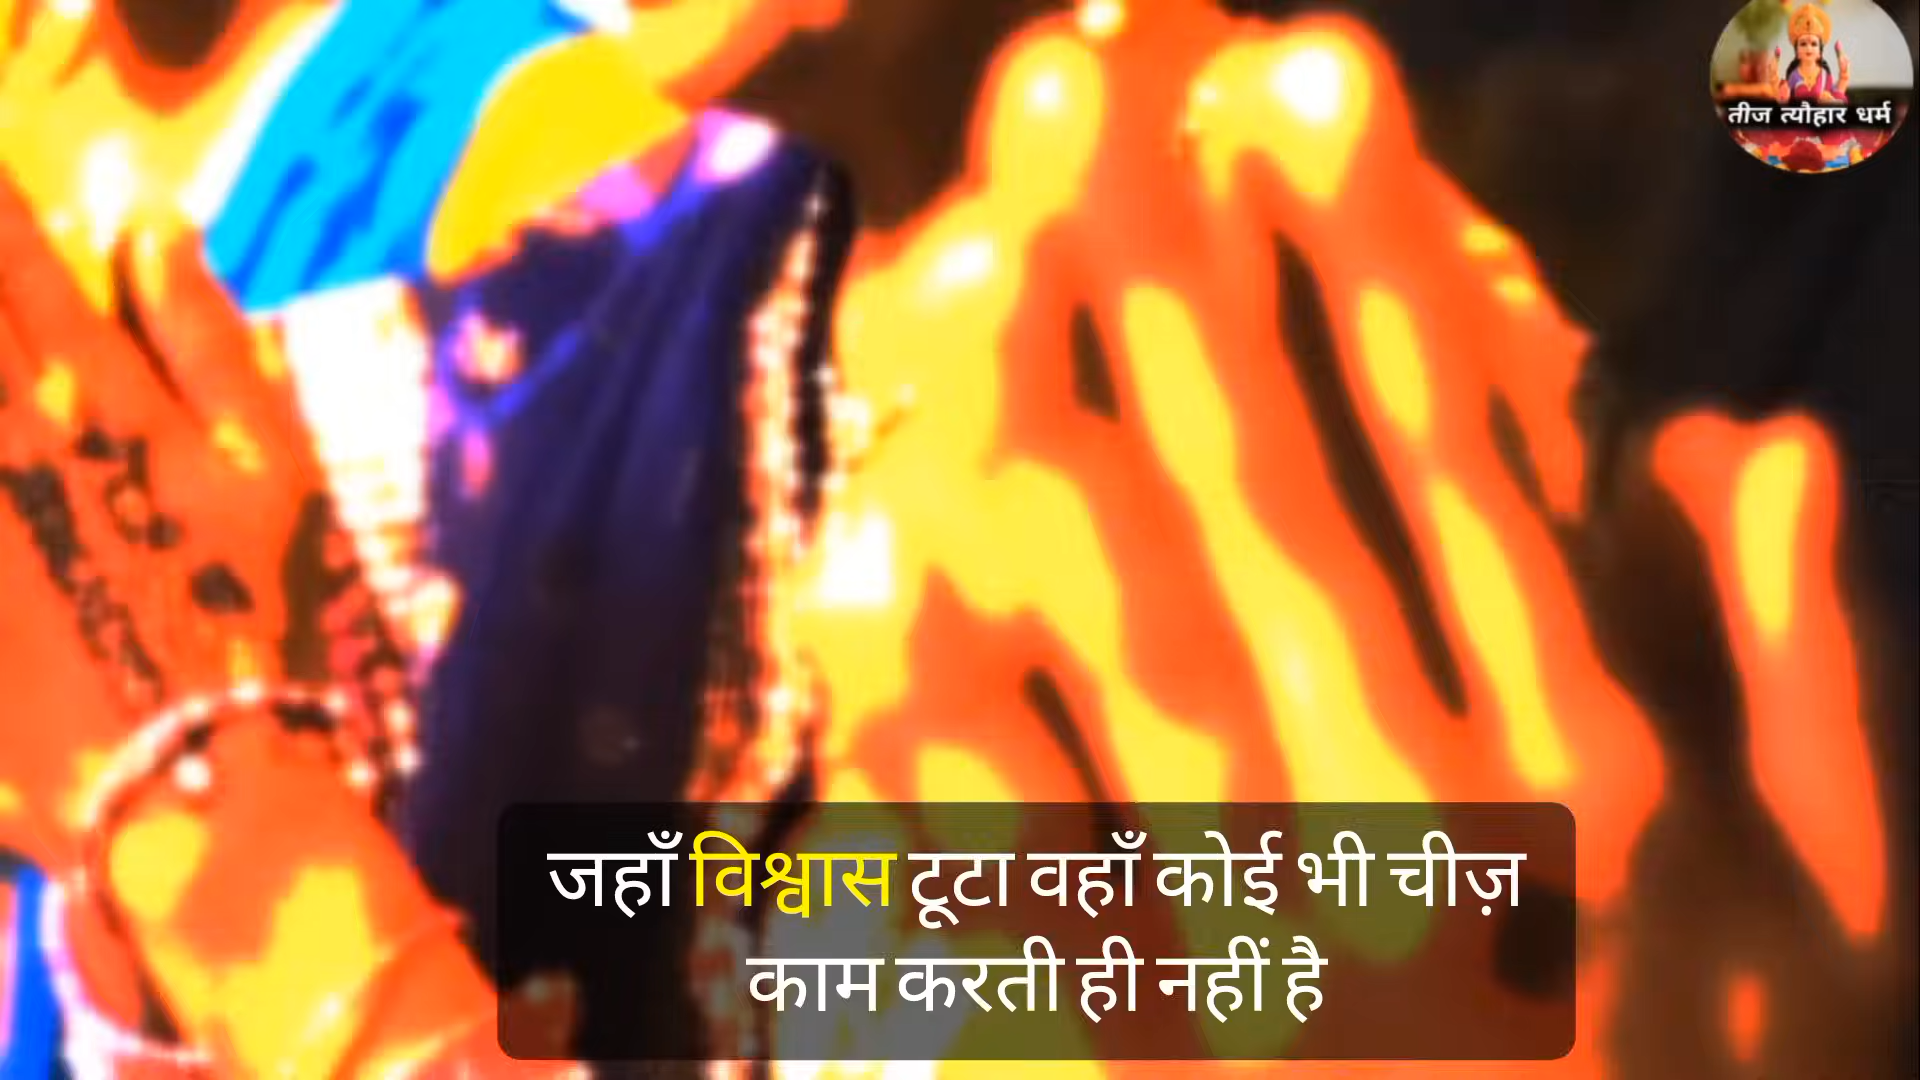 तीज त्यौहार धर्म
जहाँ विश्वास टूटा वहाँ कोई भी चीज़
काम करती ही नहीं है